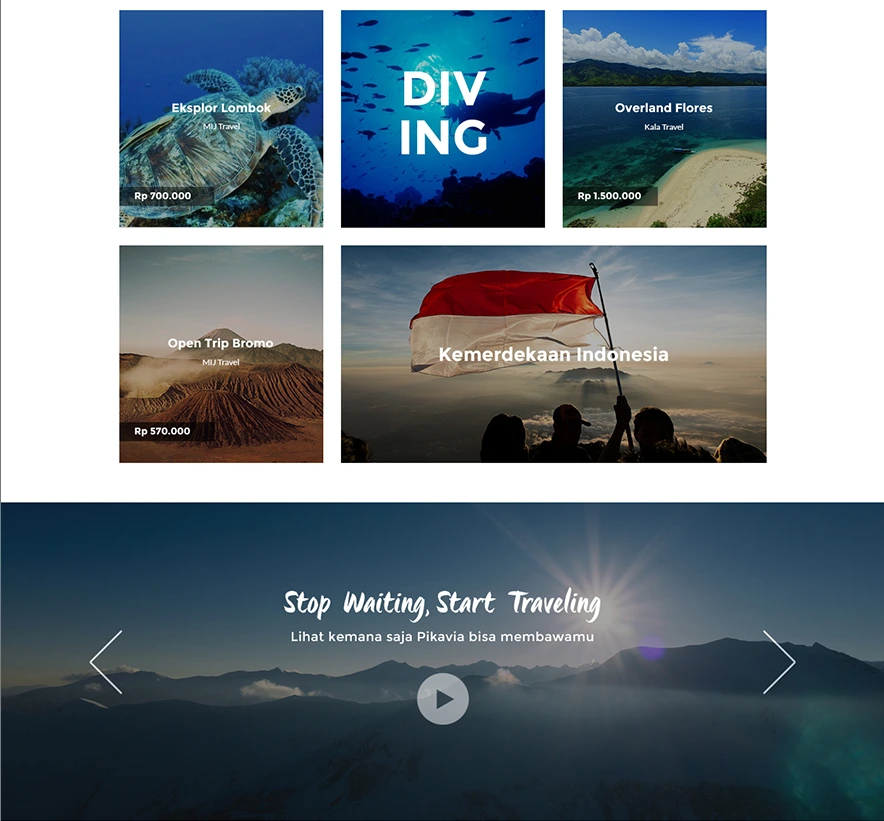 Eksplor Lombok
MIJ Travel
Rp 700.000
DIV
ING
Overland Flores
Kala Travel
Rp 1.500.000
Open Trip Bromo
MIJ Travel
Rp 570.000
Kemerdekaan Indonesia
Stop Waiting, Start Traveling
Lihat kemana saja Pikavia bisa membawamu